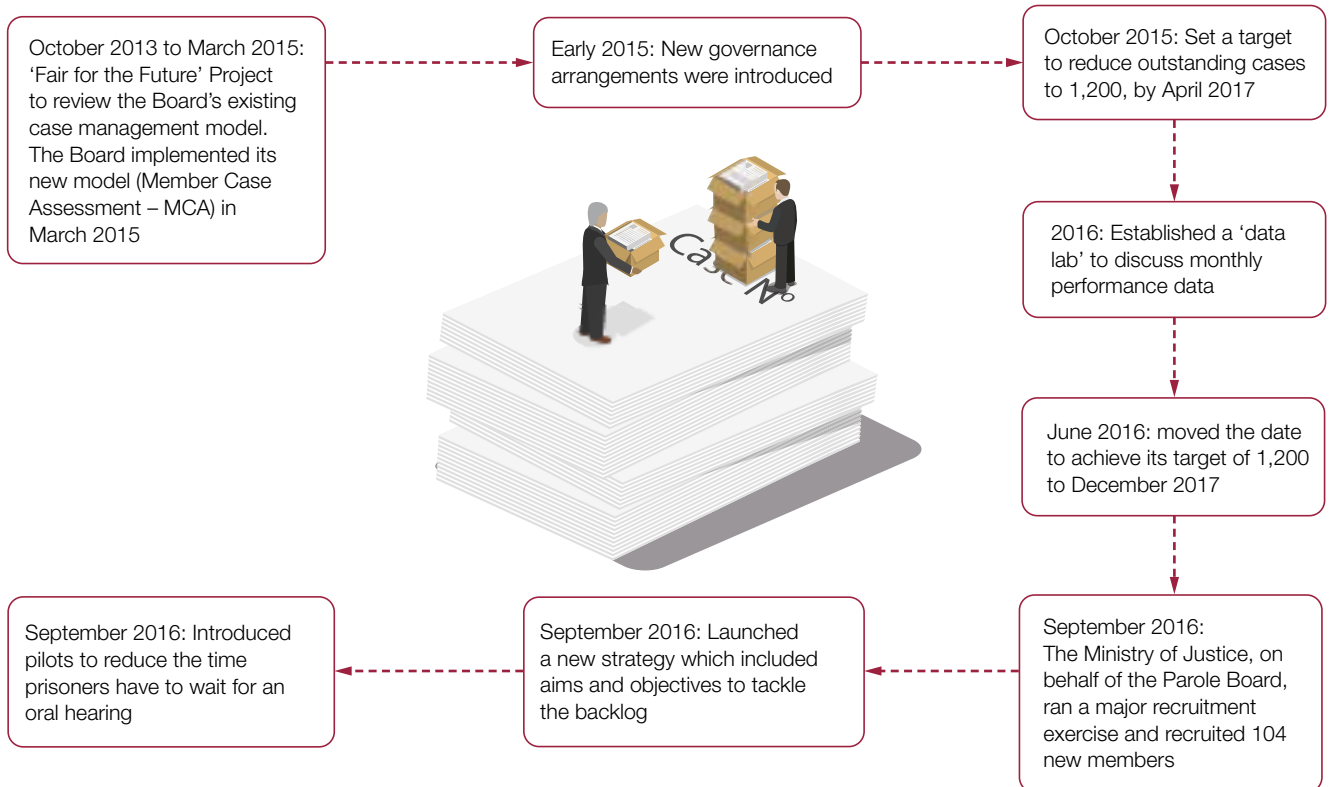 October 2013 to March 2015:
‘Fair for the Future’ Project
to review the Board’s existing
case management model.
The Board implemented its
new model (Member Case
Assessment – MCA) in
March 2015
Early 2015: New governance
arrangements were introduced
October 2015: Set a target
to reduce outstanding cases
to 1,200, by April 2017
2016: Established a ‘data
lab’ to discuss monthly
performance data
June 2016: moved the date
to achieve its target of 1,200
to December 2017
September 2016:
The Ministry of Justice, on
behalf of the Parole Board,
ran a major recruitment
exercise and recruited 104
new members
September 2016: Launched
a new strategy which included
aims and objectives to tackle
the backlog
September 2016: Introduced
pilots to reduce the time
prisoners have to wait for an
oral hearing
Case Nº